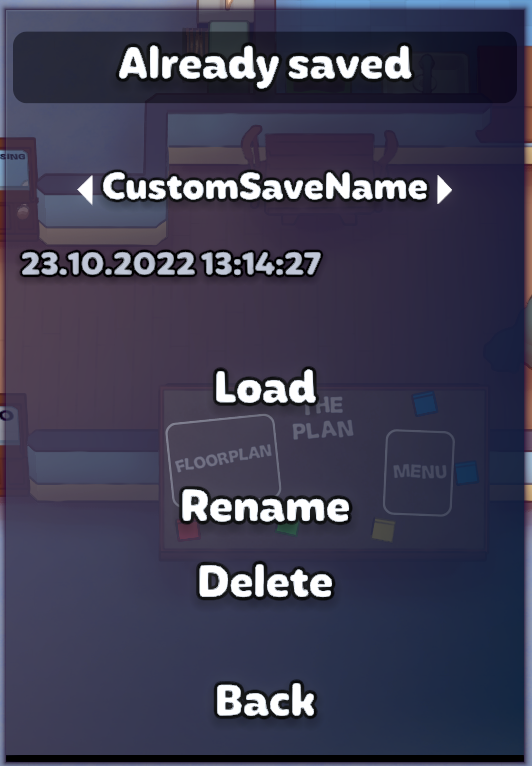 Already saved
CustomSaveName
23.10.2022 13:14:27
Load
THE
PLAN
FLOORPLAN
MENU
Rename
Delete
Back